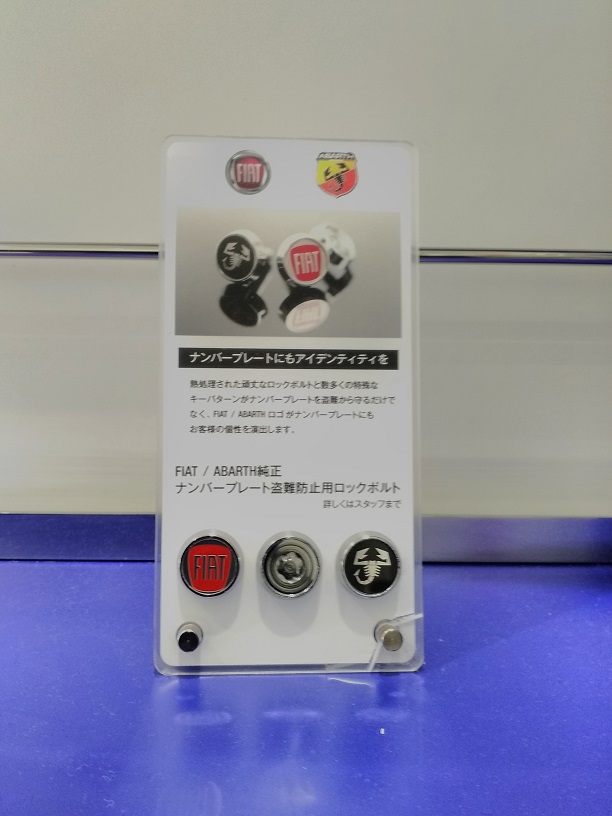 FIAT
ABARTH
FIAT
ナンバープレートにもアイデンティティを
熱処理された頑丈なロックボルトと数多くの特殊な
キーパターンがナンバープレートを盗難から守るだけで
なく、FIAT / ABARTH ロゴがナンバープレートにも
お客様の個性を演出します。
FIAT / ABARTH純正
ナンバープレート盗難防止用ロックボルト
詳しくはスタッフまで
FIAT